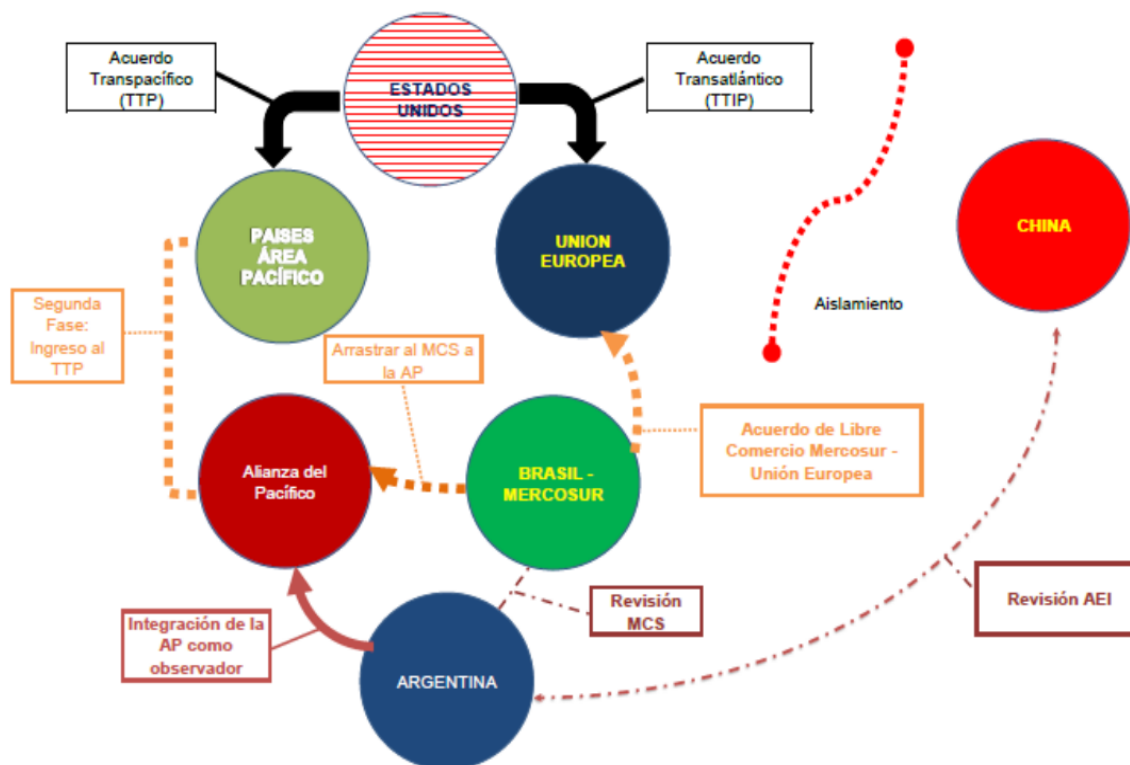 Acuerdo
Transpacífico
(TTP)
ESTADOS
UNIDOS
Acuerdo
Transatlántico
(TTIP)
PAISES
ÁREA
PACÍFICO
UNION
EUROPEA
CHINA
Aislamiento
Segunda
Fase:
Ingreso al
TTP
Arrastrar al MCS a
la AP
Alianza del
Pacífico
BRASIL -
MERCOSUR
Acuerdo de Libre
Comercio Mercosur -
Unión Europea
Integración de la
AP como
observador
ARGENTINA
Revisión
MCS
Revisión AEI